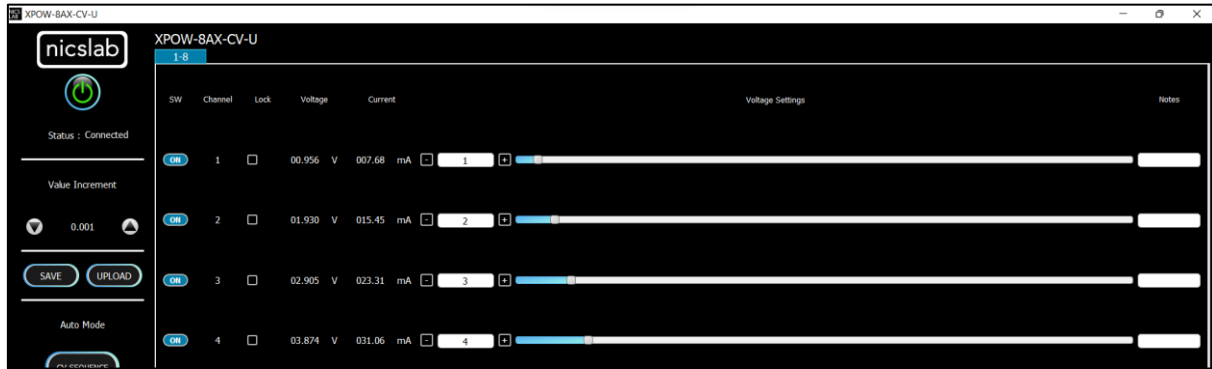 XPOW-8AX-CV-U
nicslab
XPOW-8AX-CV-U
1-8
SW Channel Lock Voltage Current Voltage Settings Notes
Status : Connected
ON 1 00.956 V 007.68 mA - 1 +
Value Increment
0.001
ON 2 01.930 V 015.45 mA - 2 +
SAVE UPLOAD
ON 3 02.905 V 023.31 mA - 3 +
Auto Mode
ON 4 03.874 V 031.06 mA - 4 +
CV SEQUENCE